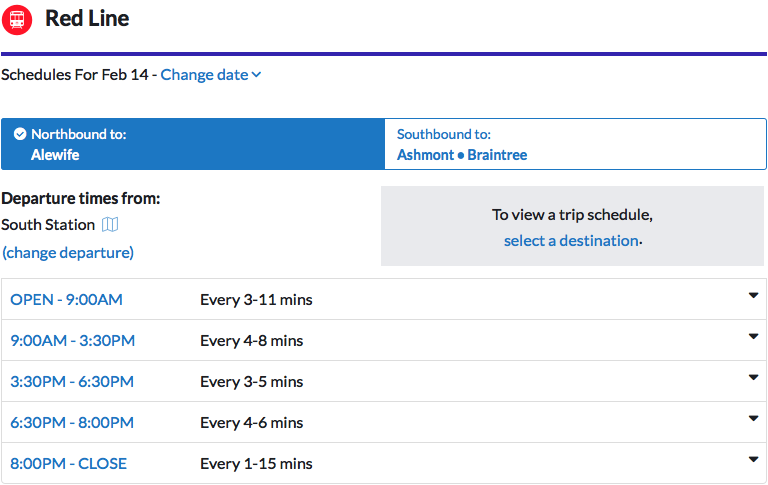 Red Line
Schedules For Feb 14 - Change date
Northbound to:
Alewife
Southbound to:
Ashmont • Braintree
Departure times from:
South Station
(change departure)
To view a trip schedule,
select a destination.
OPEN - 9:00AM Every 3-11 mins
9:00AM - 3:30PM Every 4-8 mins
3:30PM - 6:30PM Every 3-5 mins
6:30PM - 8:00PM Every 4-6 mins
8:00PM - CLOSE Every 1-15 mins